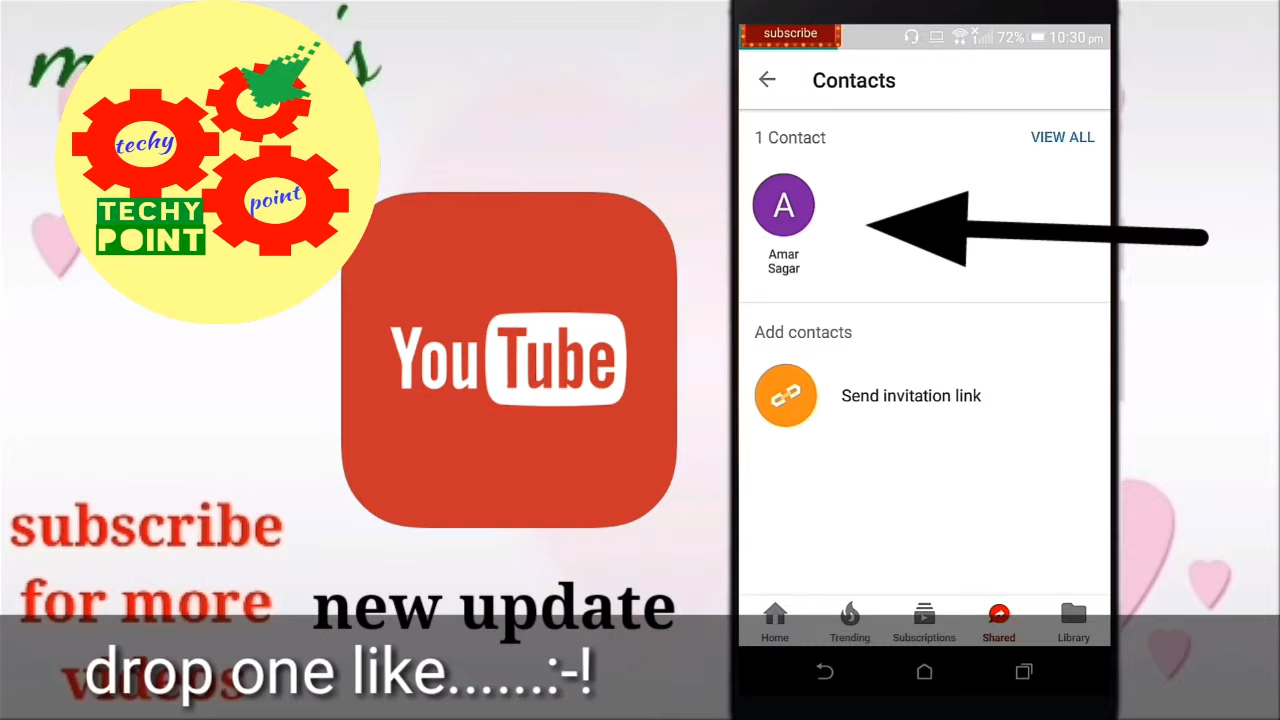 techy
point
TECHY
POINT
YouTube
subscribe
for more
videos
new update
drop one like.......:-!
subscribe
72%
10:30 pm
Contacts
1 Contact
VIEW ALL
A
Amar
Sagar
Add contacts
Send invitation link
Home
Trending
Subscriptions
Shared
Library